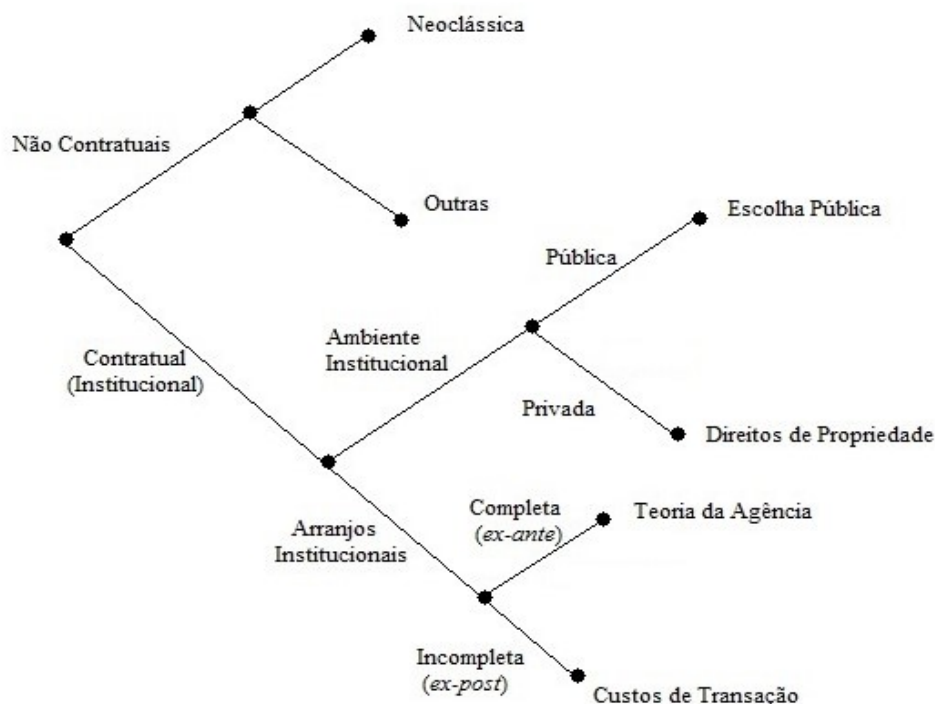 Neoclássica
Não Contratuais
Outras
Escolha Pública
Pública
Ambiente
Institucional
Contratual
(Institucional)
Privada
Direitos de Propriedade
Completa
(ex-ante)
Teoria da Agência
Arranjos
Institucionais
Incompleta
(ex-post)
Custos de Transação